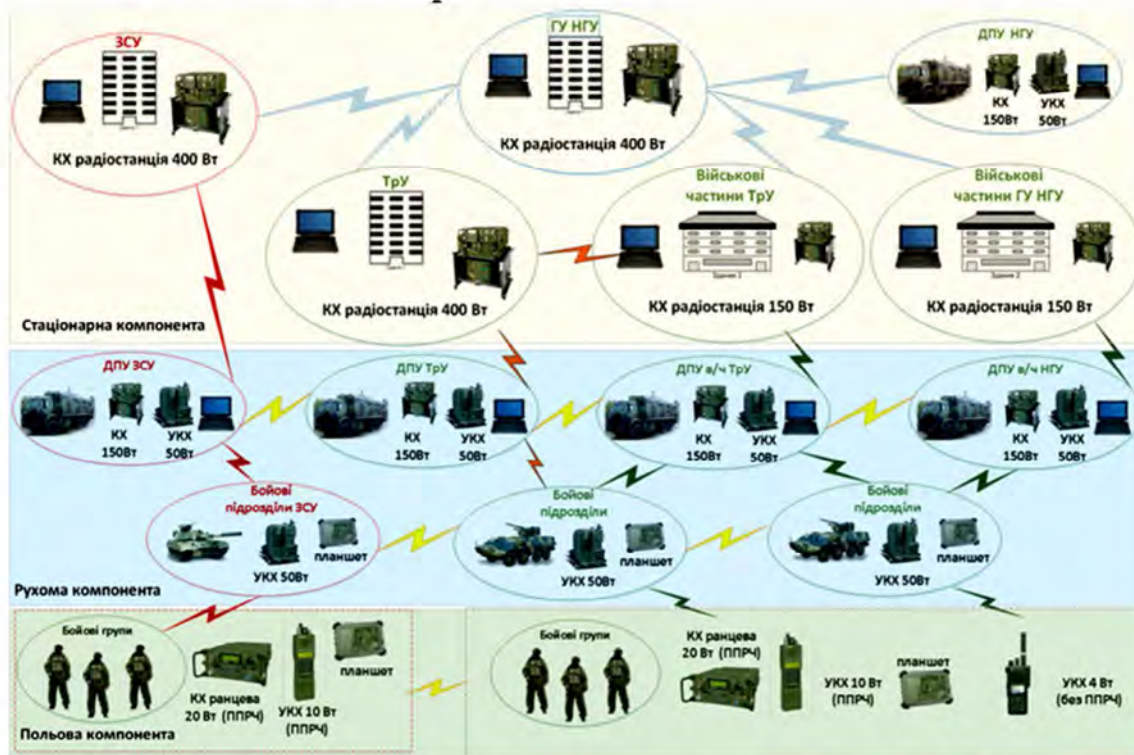 ЗСУ
КХ радіостанція 400 Вт
ГУ НГУ
КХ радіостанція 400 Вт
ДПУ НГУ
КХ
150Вт
УКХ
50Вт
ТрУ
КХ радіостанція 400 Вт
Військові
частини ТрУ
Здание 2
КХ радіостанція 150 Вт
Військові
частини ГУ НГУ
Здание 2
КХ радіостанція 150 Вт
Стаціонарна компонента
ДПУ ЗСУ
КХ
150Вт
УКХ
50Вт
ДПУ ТрУ
КХ
150Вт
УКХ
50Вт
ДПУ в/ч ТрУ
КХ
150Вт
УКХ
50Вт
ДПУ в/ч НГУ
КХ
150Вт
УКХ
50Вт
Бойові
підрозділи ЗСУ
планшет
УКХ 50Вт
Бойові
підрозділи
планшет
УКХ 50Вт
Бойові
підрозділи
планшет
УКХ 50Вт
Рухома компонента
Бойові групи
КХ ранцева
20 Вт (ППРЧ)
УКХ 10 Вт
(ППРЧ)
планшет
Польова компонента
Бойові групи
КХ ранцева
20 Вт (ППРЧ)
УКХ 10 Вт
(ППРЧ)
планшет
УКХ 4 Вт
(без ППРЧ)